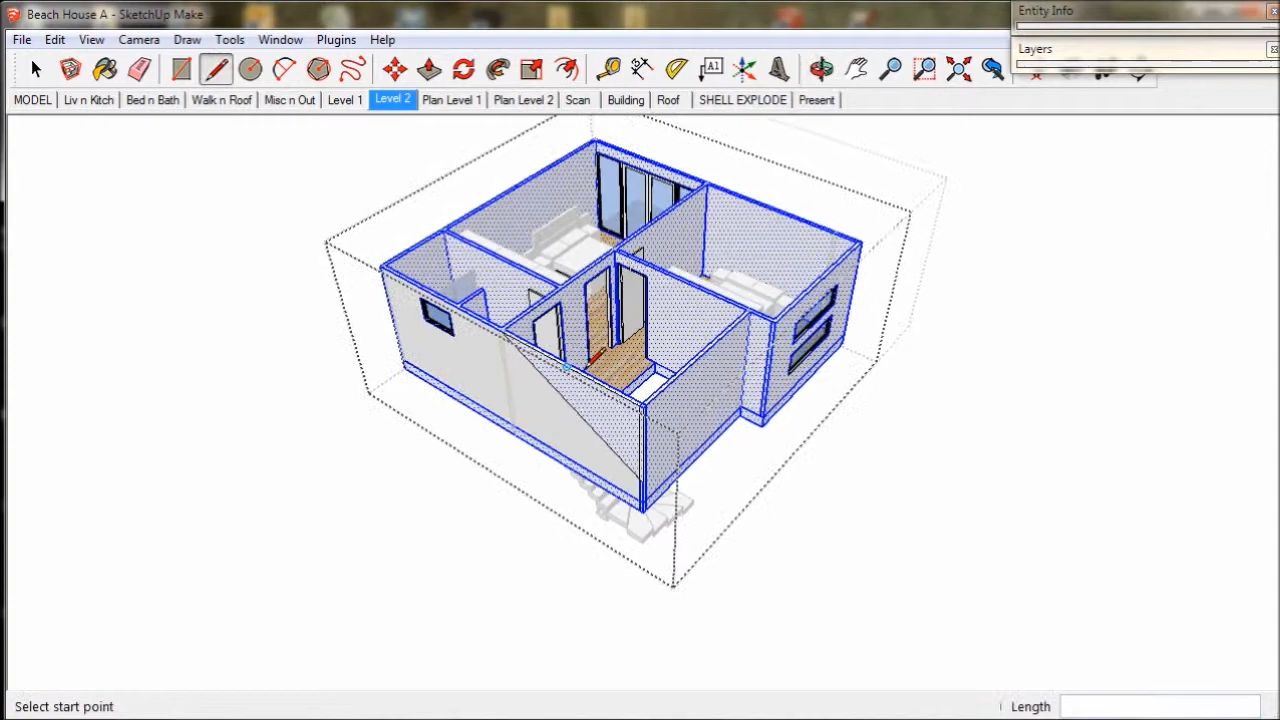 Beach House A - SketchUp Make
Entity Info
File Edit View Camera Draw Tools Window Plugins Help
Layers
A1
MODEL Liv n Kitch Bed n Bath Walk n Roof Misc n Out Level 1 Level 2 Plan Level 1 Plan Level 2 Scan Building Roof SHELL EXPLODE Present
Select start point
Length